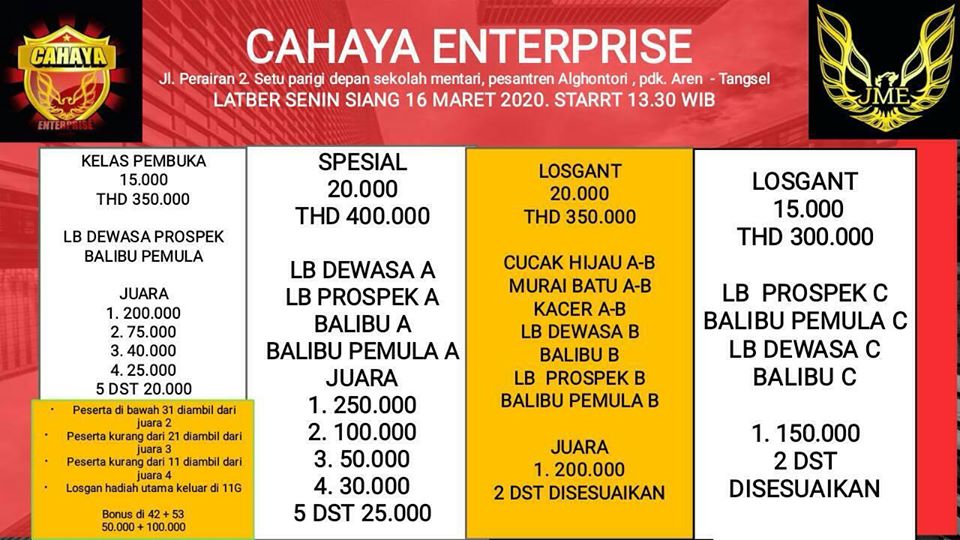 CAHAYA
ENTERPRISE
CAHAYA ENTERPRISE
Jl. Perairan 2. Setu parigi depan sekolah mentari, pesantren Alghontori , pdk. Aren - Tangsel
LATBER SENIN SIANG 16 MARET 2020. STARRT 13.30 WIB
JME
KELAS PEMBUKA
15.000
THD 350.000
LB DEWASA PROSPEK
BALIBU PEMULA
JUARA
1. 200.000
2. 75.000
3. 40.000
4. 25.000
5 DST 20.000
• Peserta di bawah 31 diambil dari
juara 2
• Peserta kurang dari 21 diambil dari
juara 3
• Peserta kurang dari 11 diambil dari
juara 4
• Losgan hadiah utama keluar di 11G
Bonus di 42 + 53
50.000 + 100.000
SPESIAL
20.000
THD 400.000
LB DEWASA A
LB PROSPEK A
BALIBU A
BALIBU PEMULA A
JUARA
1. 250.000
2. 100.000
3. 50.000
4. 30.000
5 DST 25.000
LOSGANT
20.000
THD 350.000
CUCAK HIJAU A-B
MURAI BATU A-B
KACER A-B
LB DEWASA B
BALIBU B
LB PROSPEK B
BALIBU PEMULA B
JUARA
1. 200.000
2 DST DISESUAIKAN
LOSGANT
15.000
THD 300.000
LB PROSPEK C
BALIBU PEMULA C
LB DEWASA C
BALIBU C
1. 150.000
2 DST
DISESUAIKAN